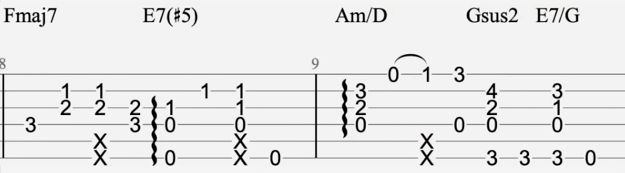 Fmaj7 E7(♯5) Am/D Gsus2 E7/G
8 9
0 1 3
1 1 1 1 3 4 3
2 2 2 1 1 2 2 1
3 3 0 0 0 0 0 0
X X X
X 0 X 0 X 3 3 3 0